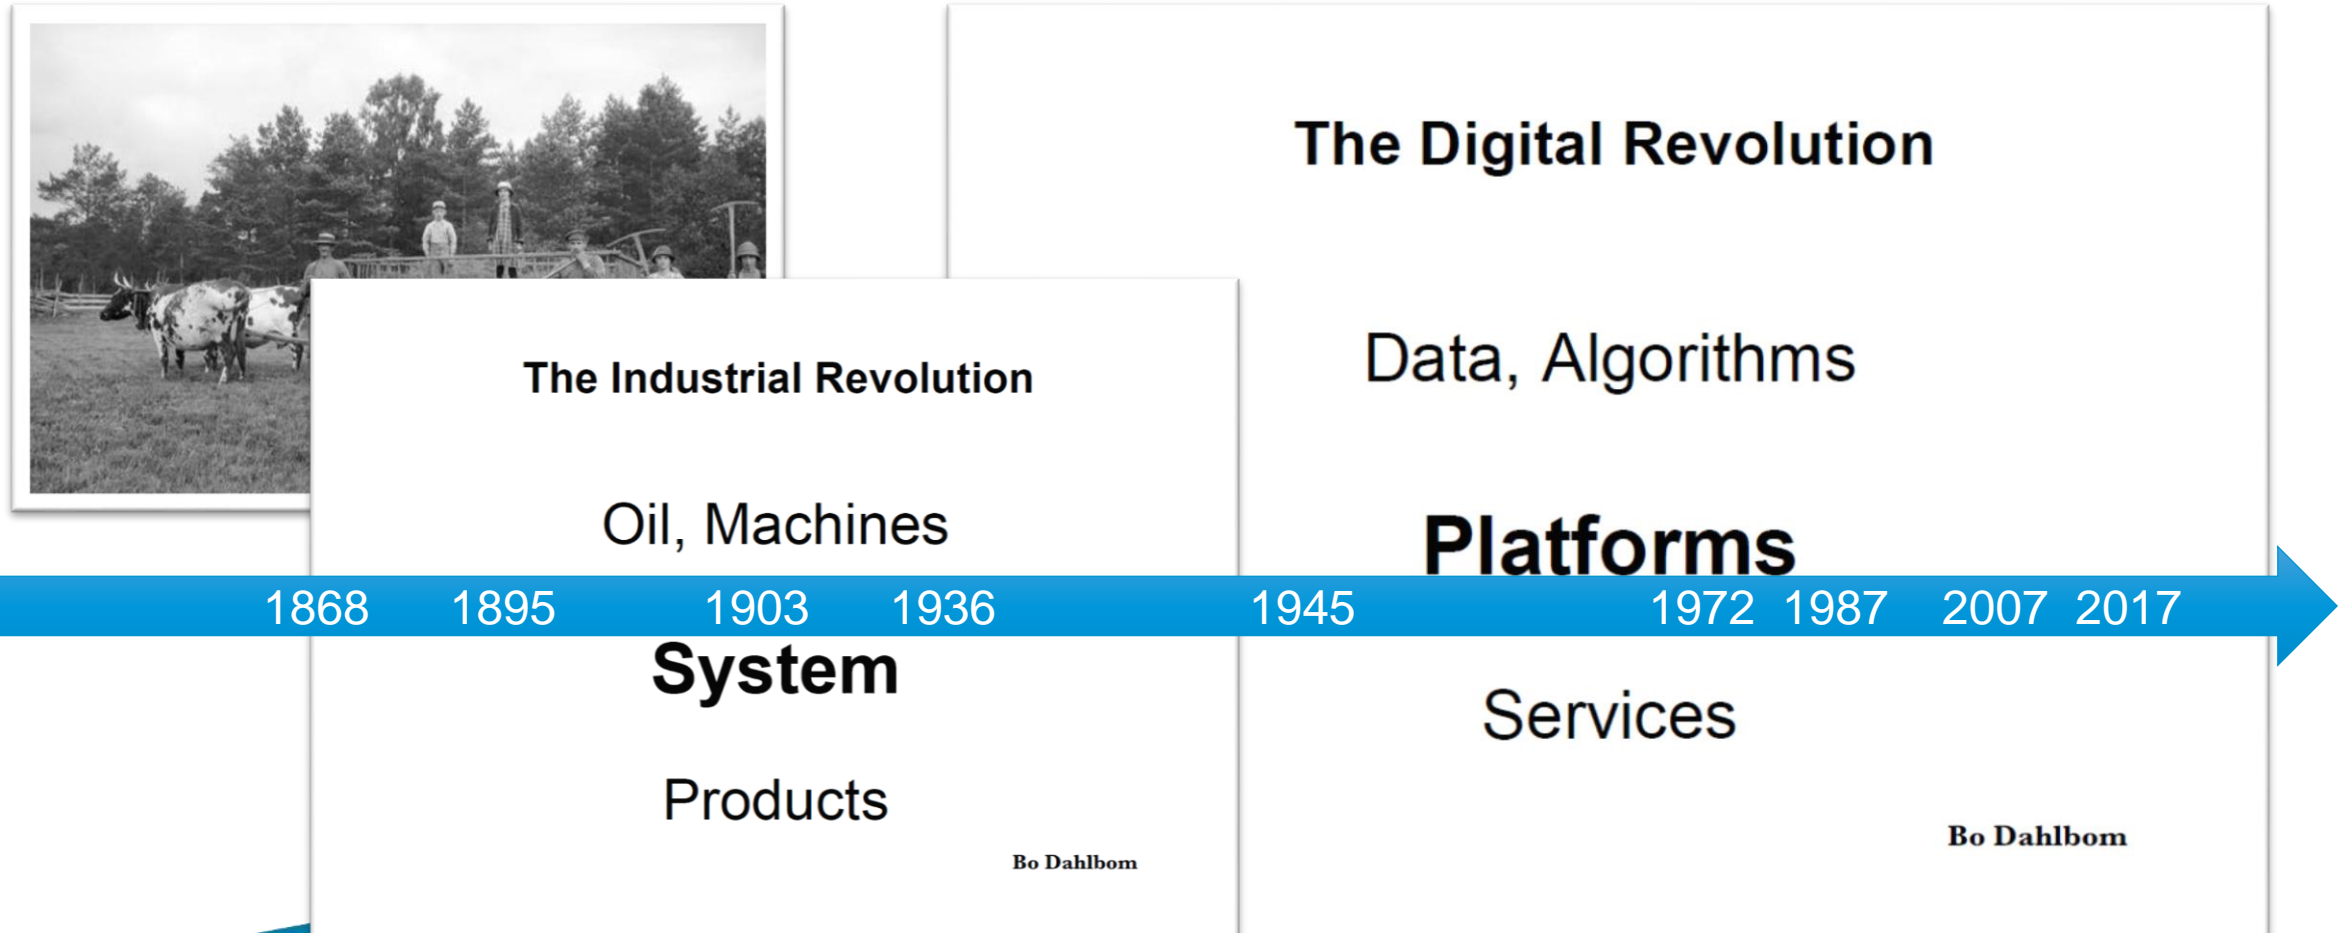 The Digital Revolution
Data, Algorithms
Platforms
The Industrial Revolution
Oil, Machines
1868 1895 1903 1936 1945 1972 1987 2007 2017
System
Products
Bo Dahlbom
Services
Bo Dahlbom